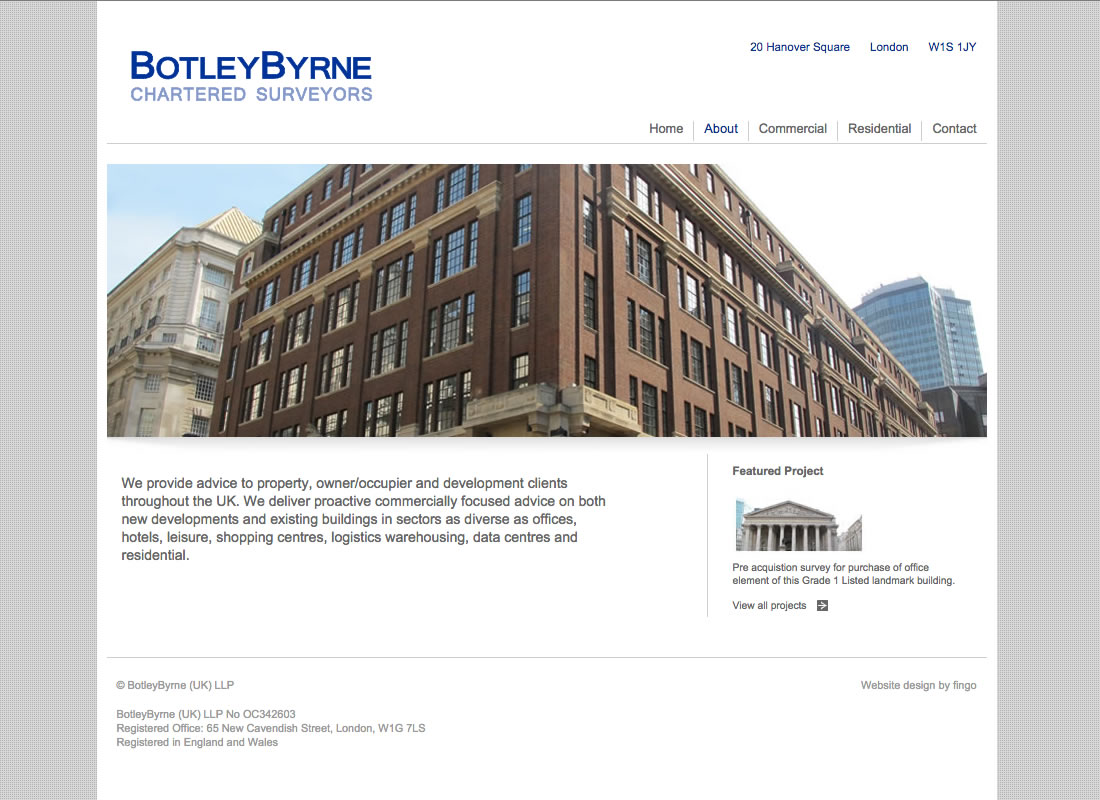 BOTLEYBYRNE
CHARTERED SURVEYORS
20 Hanover Square London W1S 1JY
Home About Commercial Residential Contact
We provide advice to property, owner/occupier and development clients
throughout the UK. We deliver proactive commercially focused advice on both
new developments and existing buildings in sectors as diverse as offices,
hotels, leisure, shopping centres, logistics warehousing, data centres and
residential.
Featured Project
Pre acquistion survey for purchase of office
element of this Grade 1 Listed landmark building.
View all projects
© BotleyByrne (UK) LLP
Website design by fingo
BotleyByrne (UK) LLP No OC342603
Registered Office: 65 New Cavendish Street, London, W1G 7LS
Registered in England and Wales